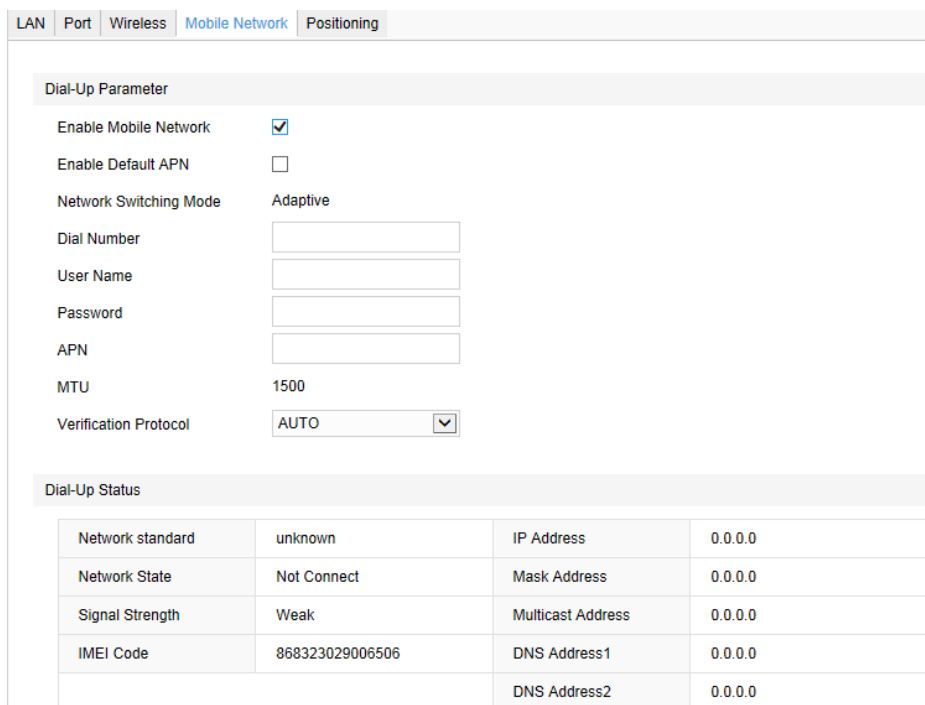 LAN Port Wireless Mobile Network Positioning
Dial-Up Parameter
Enable Mobile Network
Enable Default APN
Network Switching Mode Adaptive
Dial Number
User Name
Password
APN
MTU 1500
Verification Protocol AUTO
Dial-Up Status
Network standard unknown IP Address 0.0.0.0
Network State Not Connect Mask Address 0.0.0.0
Signal Strength Weak Multicast Address 0.0.0.0
IMEI Code 868323029006506 DNS Address1 0.0.0.0
DNS Address2 0.0.0.0